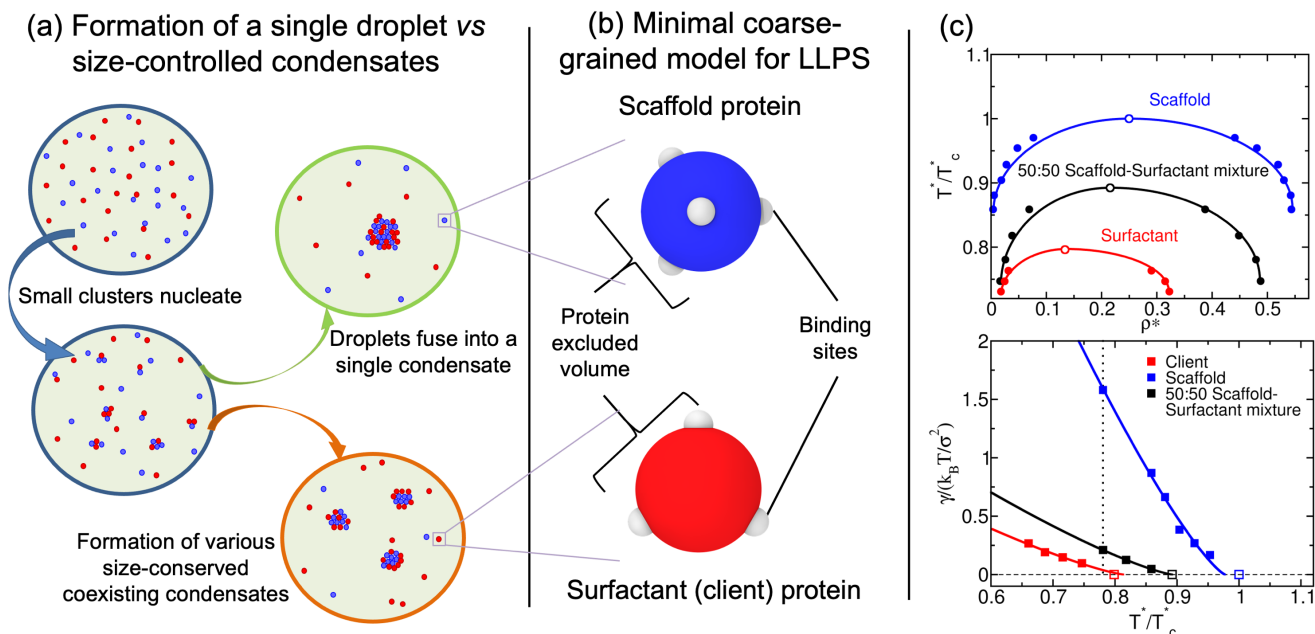 (a) Formation of a single droplet vs
size-controlled condensates
Small clusters nucleate
Droplets fuse into a
single condensate
Formation of various
size-conserved
coexisting condensates
(b) Minimal coarse-
grained model for LLPS
Scaffold protein
Protein
excluded
volume
Binding
sites
Surfactant (client) protein
(c)
1.1
1
0.9
0.8
T*/T*c
Scaffold
50:50 Scaffold-Surfactant mixture
Surfactant
0 0.1 0.2 0.3 0.4 0.5
ρ*
2
1.5
1
0.5
0
γ/(kBT/σ²)
Client
Scaffold
50:50 Scaffold-
Surfactant mixture
0.6 0.7 0.8 0.9 1 1.1
T*/T*c